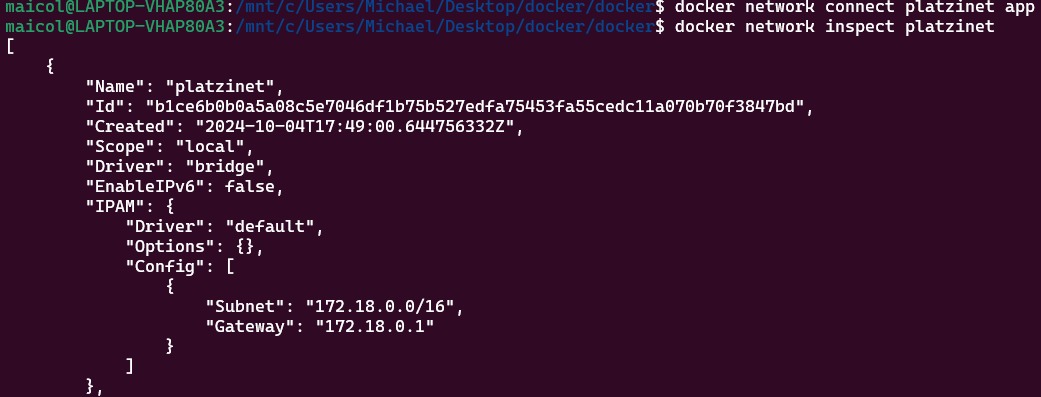 maicol@LAPTOP-VHAP80A3:/mnt/c/Users/Michael/Desktop/docker/docker$ docker network connect platzinet app
maicol@LAPTOP-VHAP80A3:/mnt/c/Users/Michael/Desktop/docker/docker$ docker network inspect platzinet
[
    {
        "Name": "platzinet",
        "Id": "b1ce6b0b0a5a08c5e7046df1b75b527edfa75453fa55cedc11a070b70f3847bd",
        "Created": "2024-10-04T17:49:00.644756332Z",
        "Scope": "local",
        "Driver": "bridge",
        "EnableIPv6": false,
        "IPAM": {
            "Driver": "default",
            "Options": {},
            "Config": [
                {
                    "Subnet": "172.18.0.0/16",
                    "Gateway": "172.18.0.1"
                }
            ]
        },